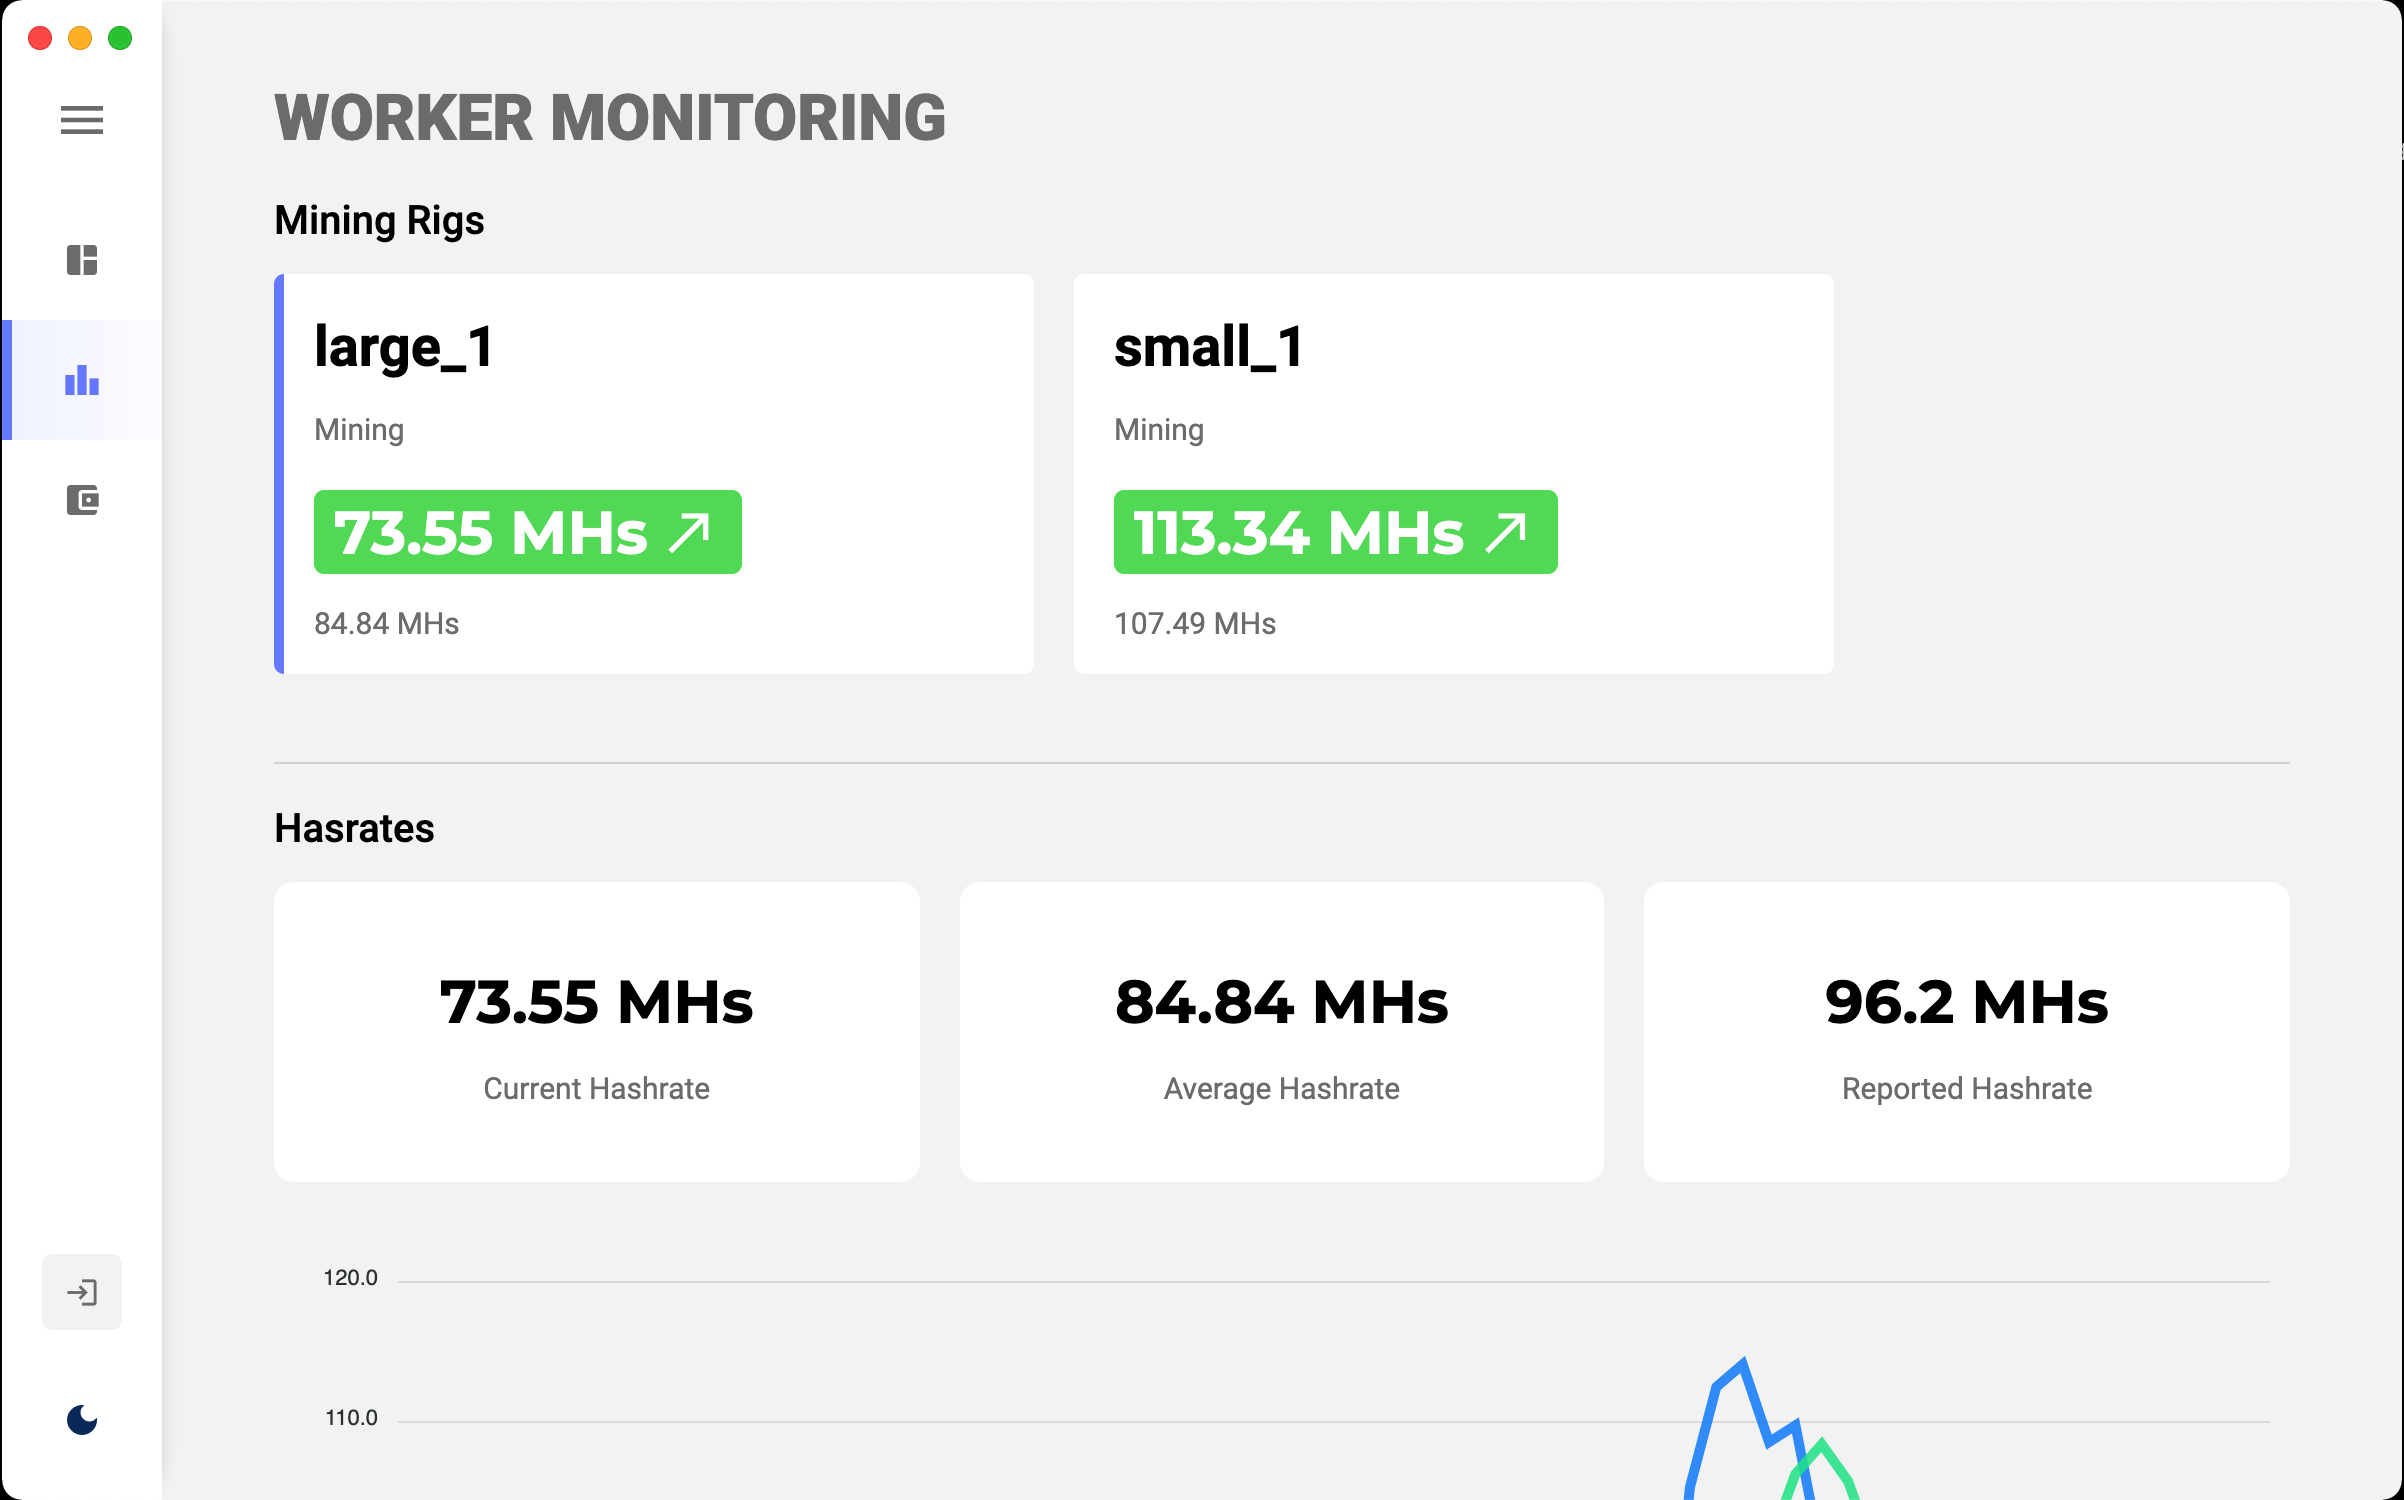 WORKER MONITORING
Mining Rigs
large_1
Mining
73.55 MHs
84.84 MHs
small_1
Mining
113.34 MHs
107.49 MHs
Hasrates
73.55 MHs
Current Hashrate
84.84 MHs
Average Hashrate
96.2 MHs
Reported Hashrate
120.0
110.0